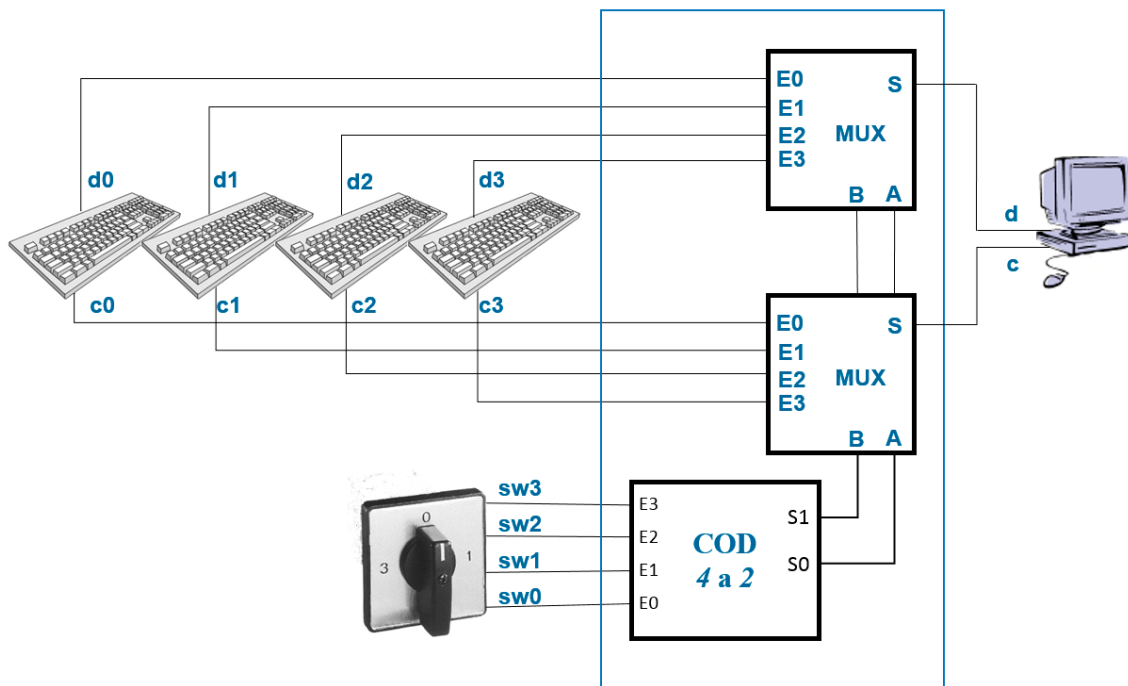 E0
S
E1
E2
MUX
E3
B A
d0 d1 d2 d3
d
c
c0 c1 c2 c3
E0
S
E1
E2
MUX
E3
B A
sw3
sw2
sw1
sw0
0
1
3
E3
E2
E1
E0
COD
4 a 2
S1
S0